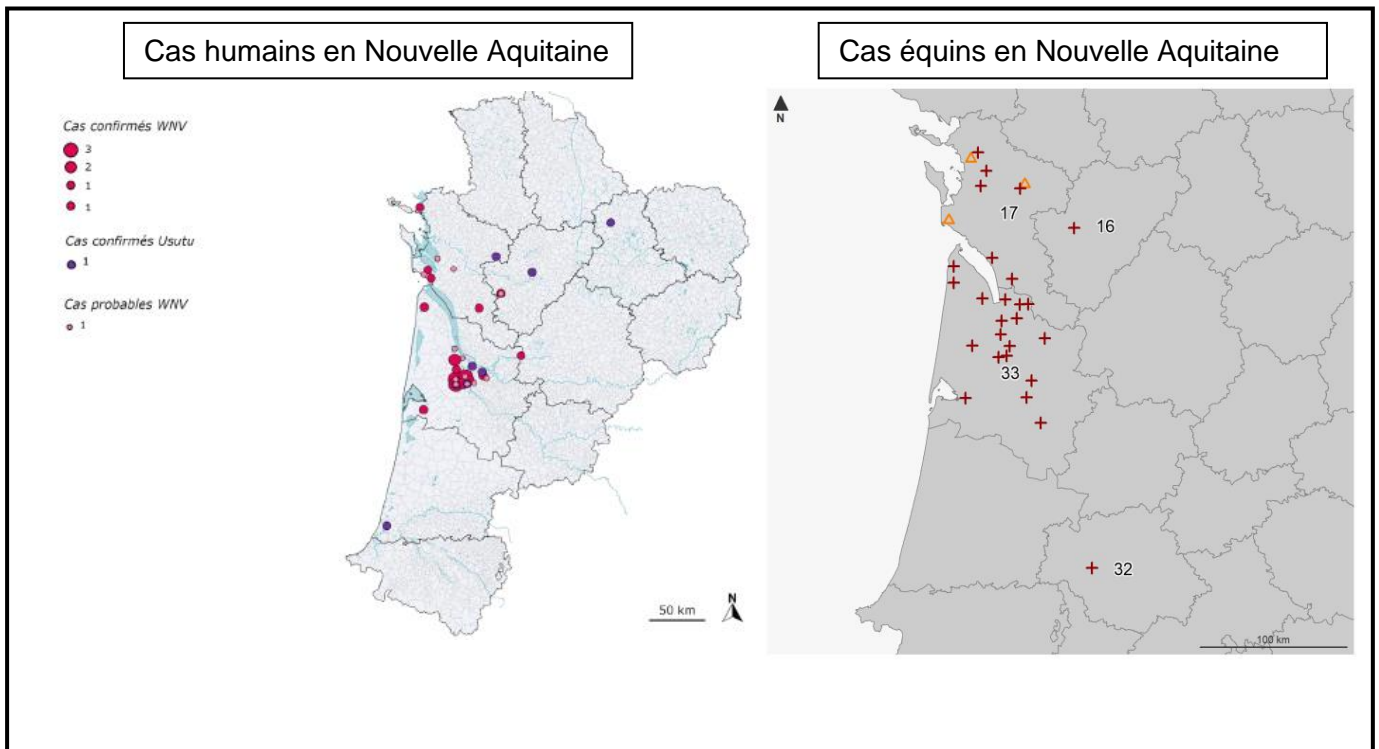 Cas humains en Nouvelle Aquitaine
Cas équins en Nouvelle Aquitaine
Cas confirmés WNV
3
2
1
1
Cas confirmés Usutu
1
Cas probables WNV
1
50 km
N
N
17
16
33
32
100 km